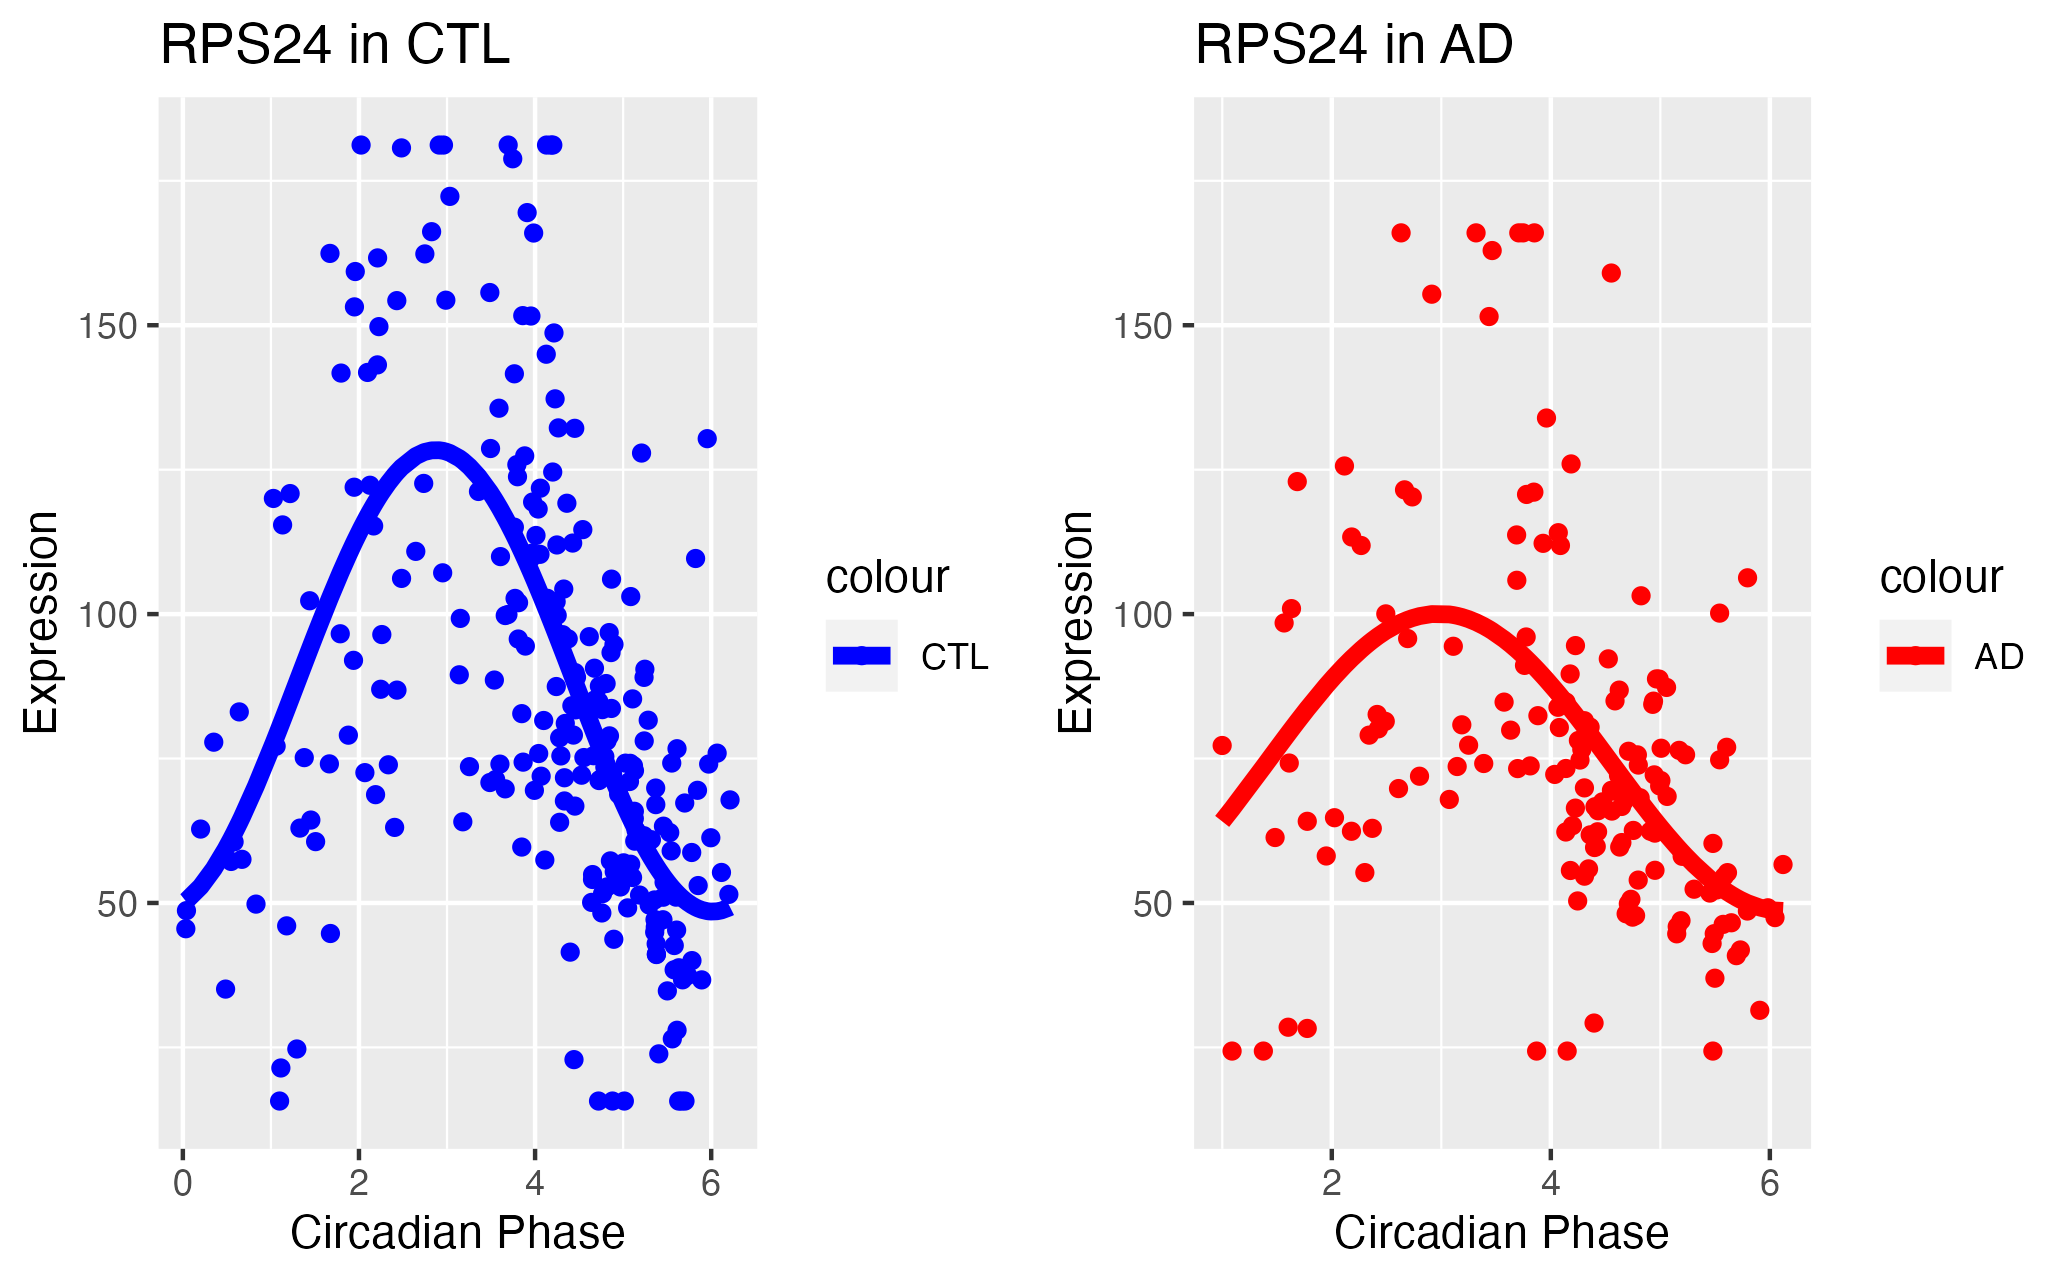 RPS24 in CTL
150
100
50
Expression
0 2 4 6
Circadian Phase
colour
CTL
RPS24 in AD
150
100
50
Expression
2 4 6
Circadian Phase
colour
AD